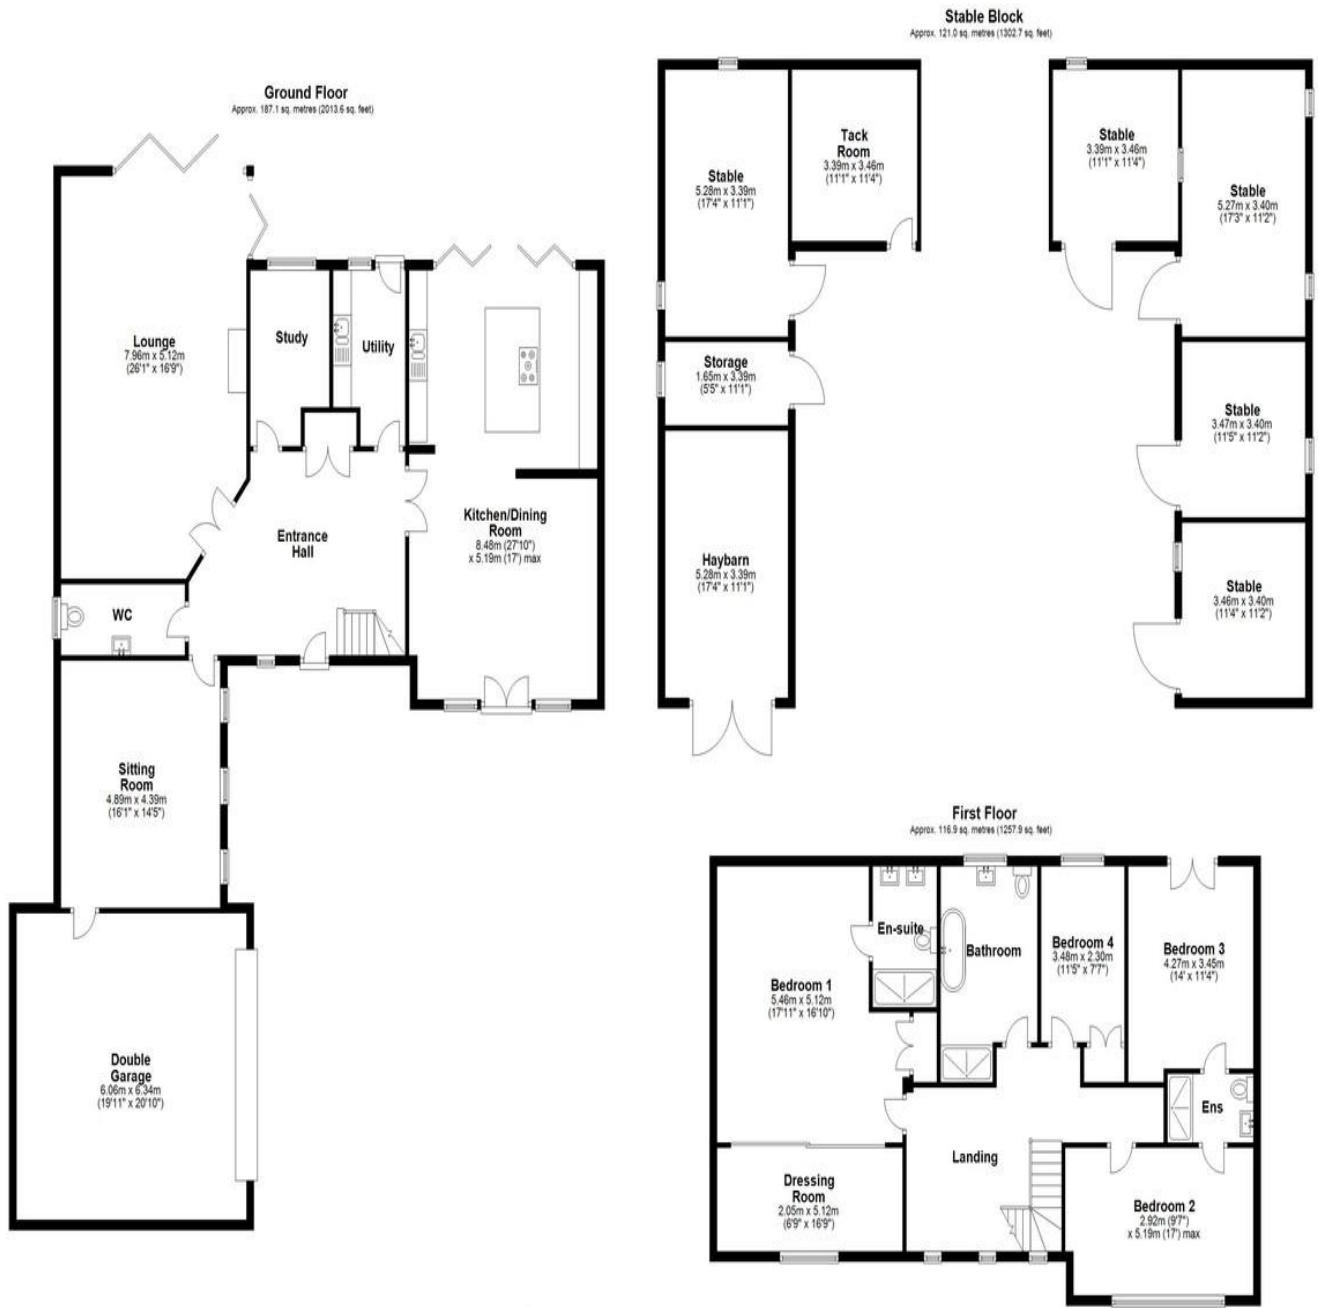 Stable Block
Approx. 121.0 sq. metres (1302.7 sq. feet)
Ground Floor
Approx. 187.1 sq. metres (2013.6 sq. feet)
Lounge
7.96m x 5.12m
(26'1" x 16'9")
Study
Utility
Kitchen/Dining
Room
8.48m (27'10")
x 5.19m (17') max
Entrance
Hall
WC
Sitting
Room
4.89m x 4.39m
(16'1" x 14'5")
Double
Garage
6.06m x 6.34m
(19'11" x 20'10")
Stable
5.28m x 3.39m
(17'4" x 11'1")
Tack
Room
3.39m x 3.46m
(11'1" x 11'4")
Stable
3.39m x 3.46m
(11'1" x 11'4")
Stable
5.27m x 3.40m
(17'3" x 11'2")
Storage
1.65m x 3.39m
(5'5" x 11'1")
Stable
3.47m x 3.40m
(11'5" x 11'2")
Haybarn
5.28m x 3.39m
(17'4" x 11'1")
Stable
3.46m x 3.40m
(11'4" x 11'2")
First Floor
Approx. 116.9 sq. metres (1257.9 sq. feet)
Bedroom 1
5.46m x 5.12m
(17'11" x 16'10")
En-suite
Bathroom
Bedroom 4
3.48m x 2.30m
(11'5" x 7'7")
Bedroom 3
4.27m x 3.45m
(14' x 11'4")
Ens
Landing
Dressing
Room
2.05m x 5.12m
(6'9" x 16'9")
Bedroom 2
2.92m (9'7")
x 5.19m (17') max